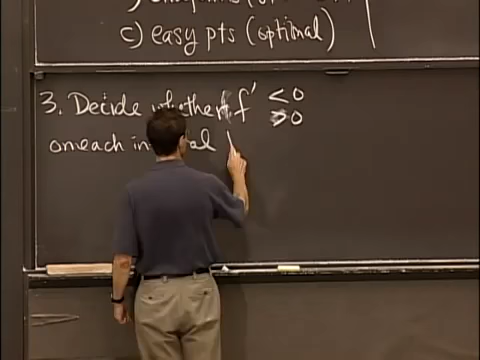 c) easy pts (optional)
3. Decide whether f' < 0
> 0
on each interval